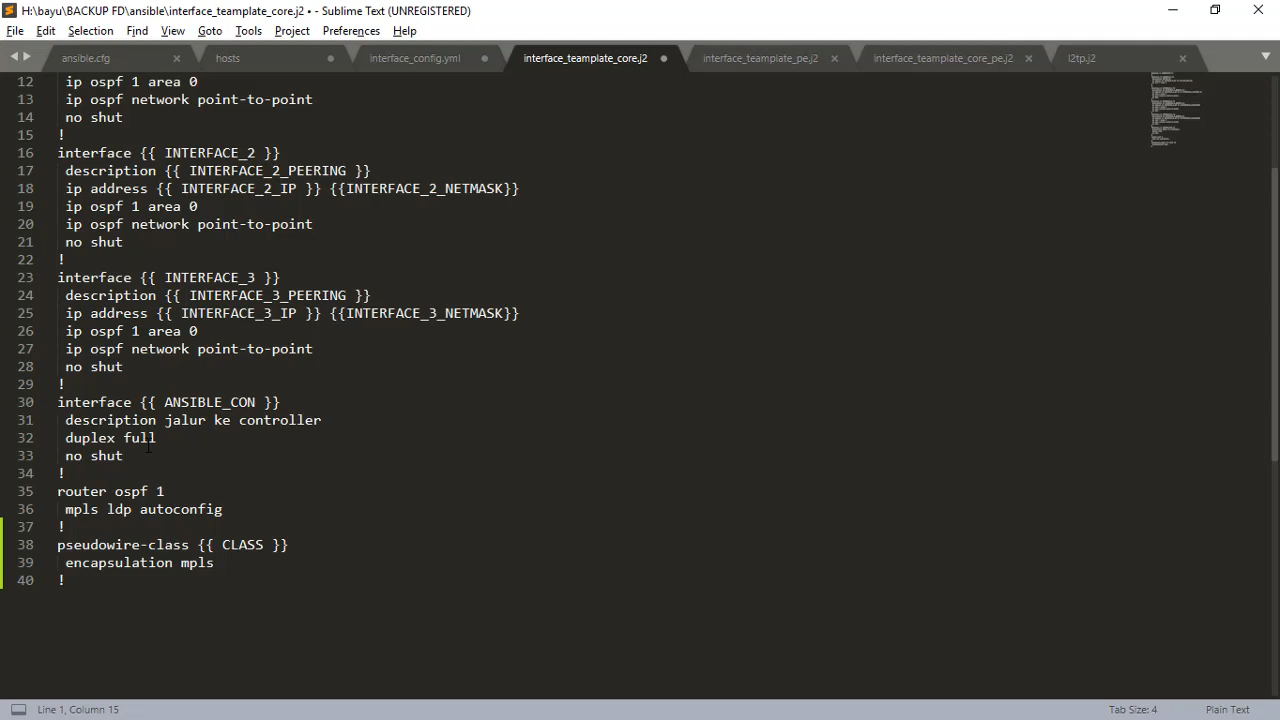 H:\bayu\BACKUP FD\ansible\interface_teamplate_core.j2 • - Sublime Text (UNREGISTERED)
File Edit Selection Find View Goto Tools Project Preferences Help
ansible.cfg hosts interface_config.yml interface_teamplate_core.j2 interface_teamplate_pe.j2 interface_teamplate_core_pe.j2 l2tp.j2
12 ip ospf 1 area 0
13 ip ospf network point-to-point
14 no shut
15 !
16 interface {{ INTERFACE_2 }}
17 description {{ INTERFACE_2_PEERING }}
18 ip address {{ INTERFACE_2_IP }} {{INTERFACE_2_NETMASK}}
19 ip ospf 1 area 0
20 ip ospf network point-to-point
21 no shut
22 !
23 interface {{ INTERFACE_3 }}
24 description {{ INTERFACE_3_PEERING }}
25 ip address {{ INTERFACE_3_IP }} {{INTERFACE_3_NETMASK}}
26 ip ospf 1 area 0
27 ip ospf network point-to-point
28 no shut
29 !
30 interface {{ ANSIBLE_CON }}
31 description jalur ke controller
32 duplex full
33 no shut
34 !
35 router ospf 1
36 mpls ldp autoconfig
37 !
38 pseudowire-class {{ CLASS }}
39 encapsulation mpls
40 !
Line 1, Column 15 Tab Size: 4 Plain Text